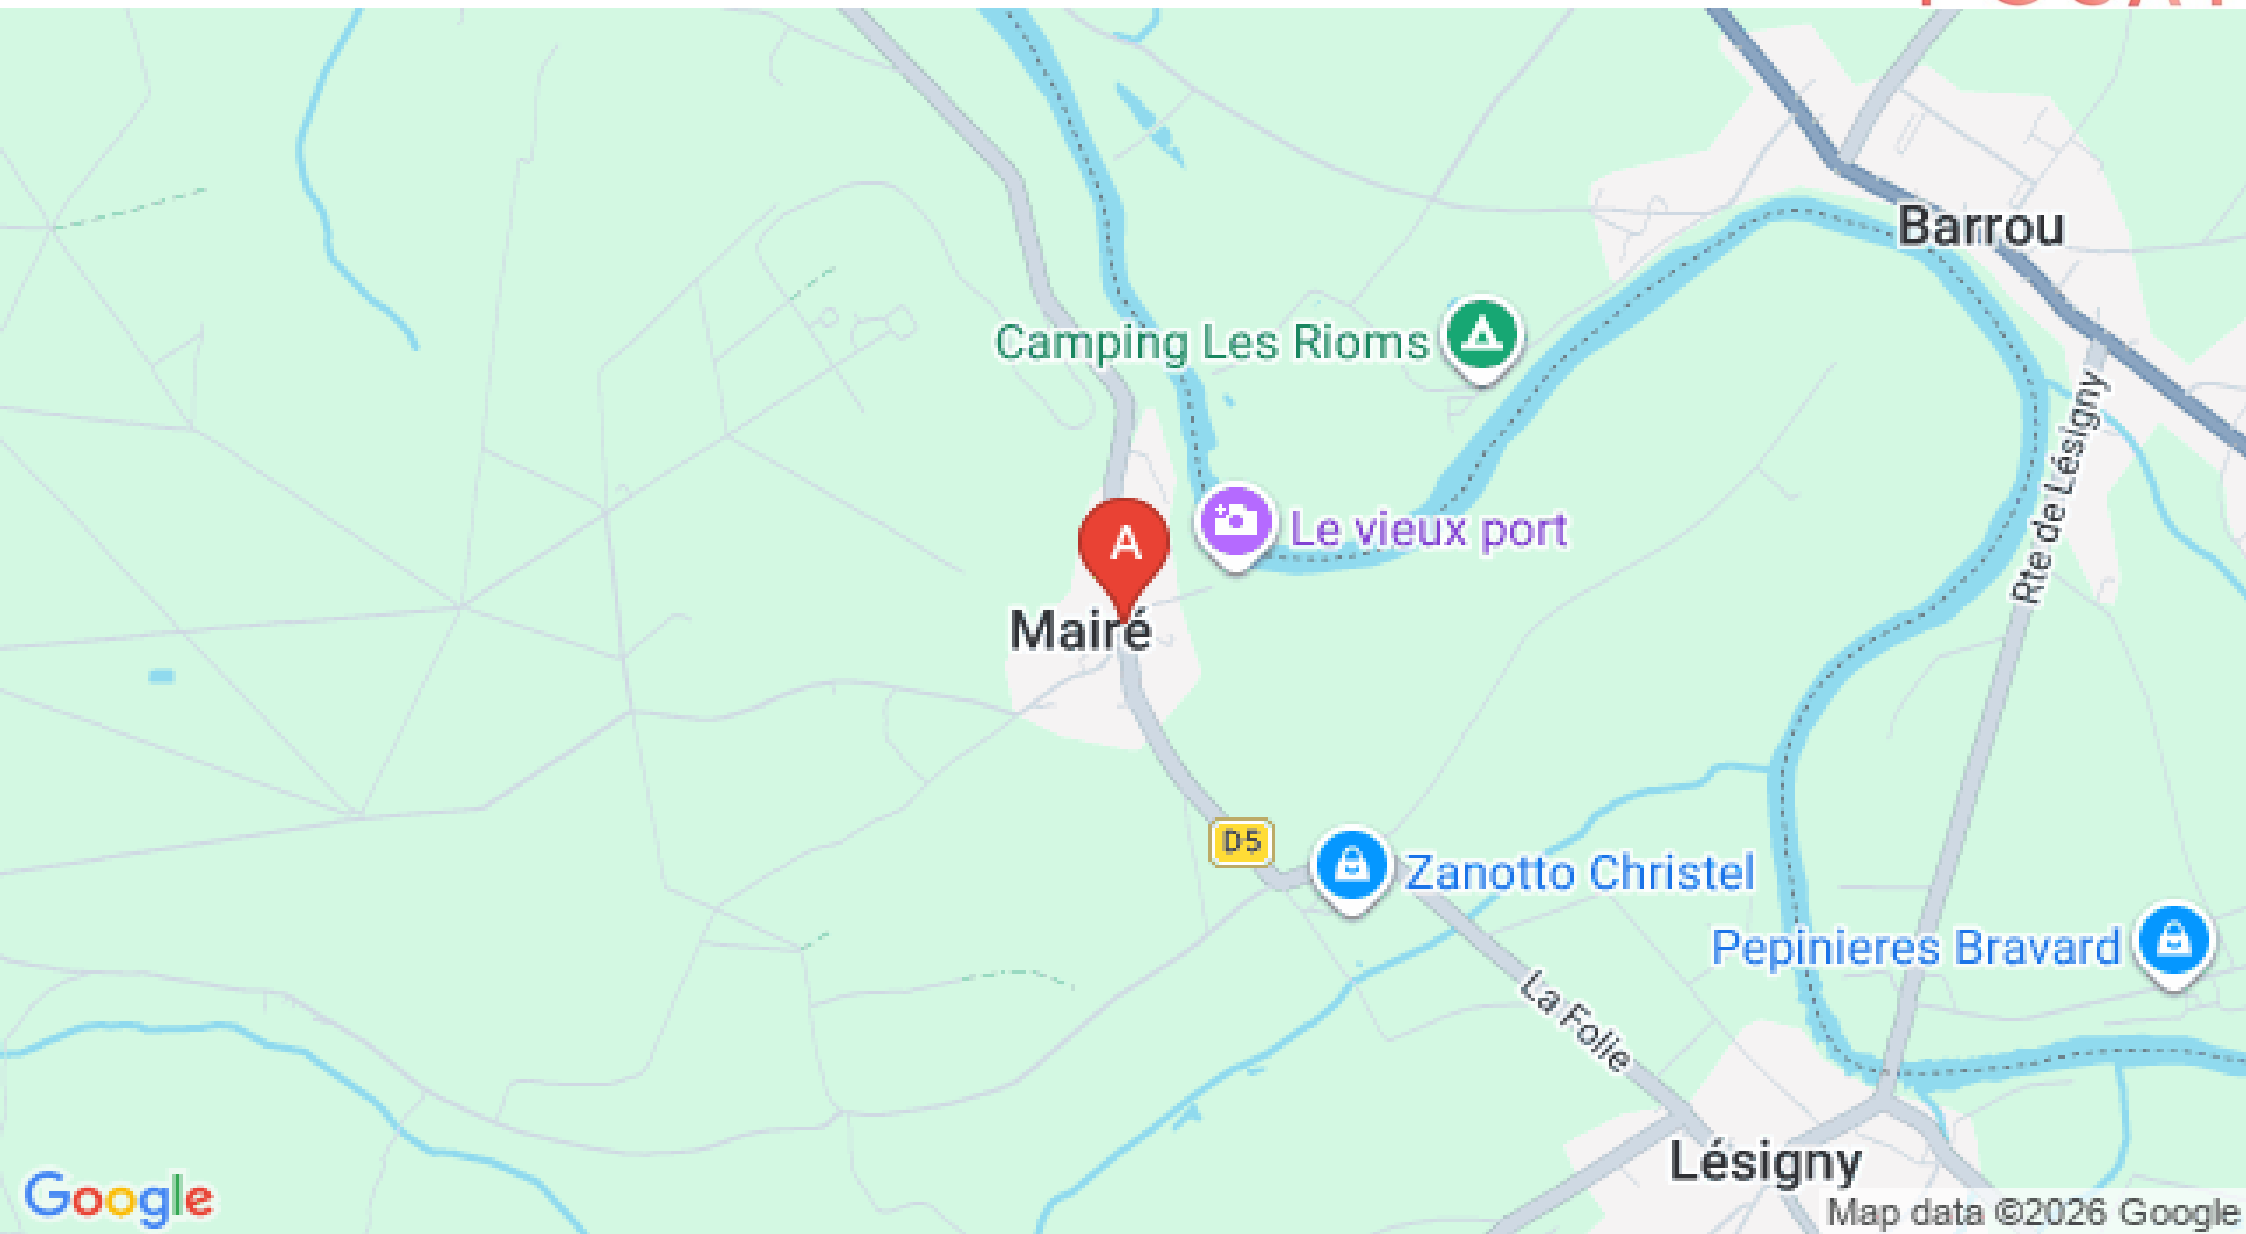 Barrou
Camping Les Rioms
Rte de Lésigny
Le vieux port
A
Mairé
D5
Zanotto Christel
Pepinieres Bravard
La Folie
Lésigny
Google
Map data ©2026 Google